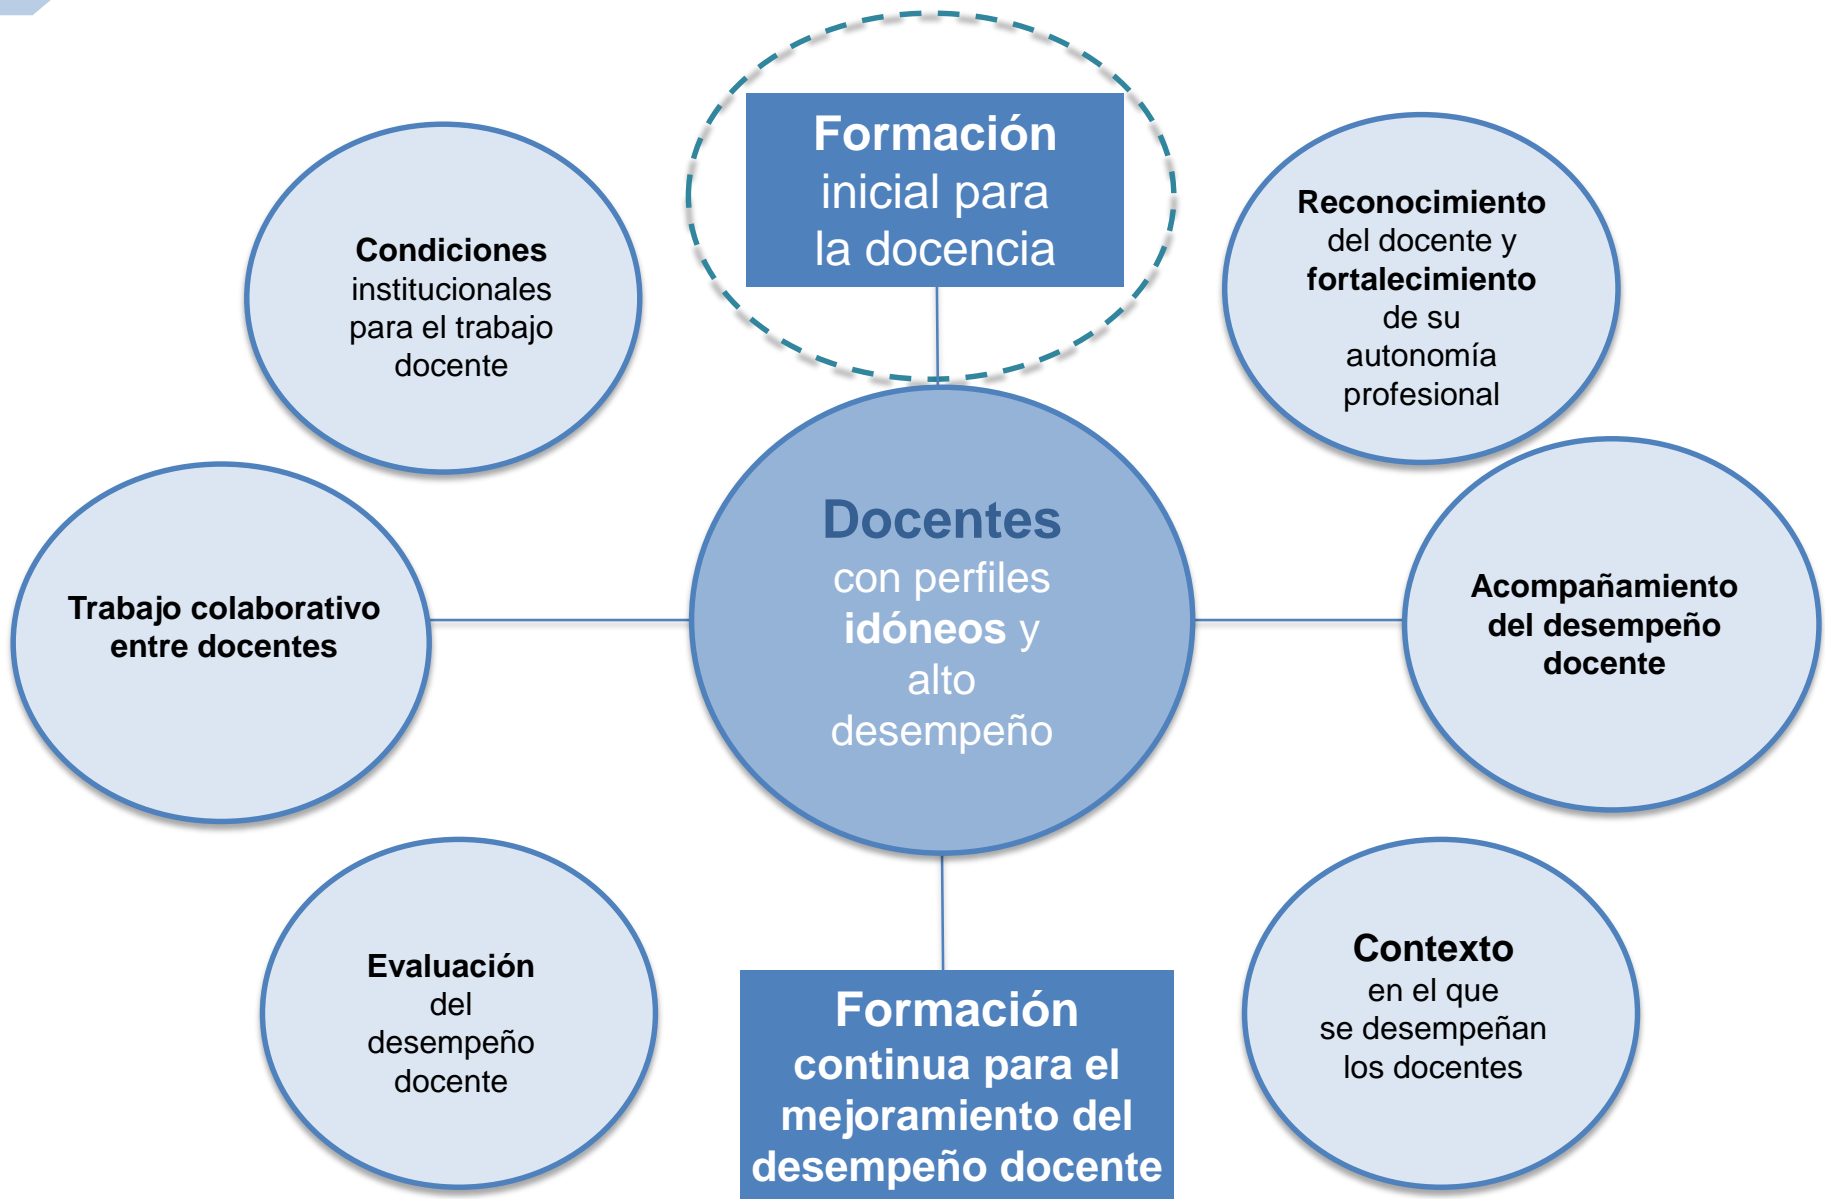 Formación
inicial para
la docencia
Condiciones
institucionales
para el trabajo
docente
Reconocimiento
del docente y
fortalecimiento
de su
autonomía
profesional
Trabajo colaborativo
entre docentes
Docentes
con perfiles
idóneos y
alto
desempeño
Acompañamiento
del desempeño
docente
Evaluación
del
desempeño
docente
Formación
continua para el
mejoramiento del
desempeño docente
Contexto
en el que
se desempeñan
los docentes